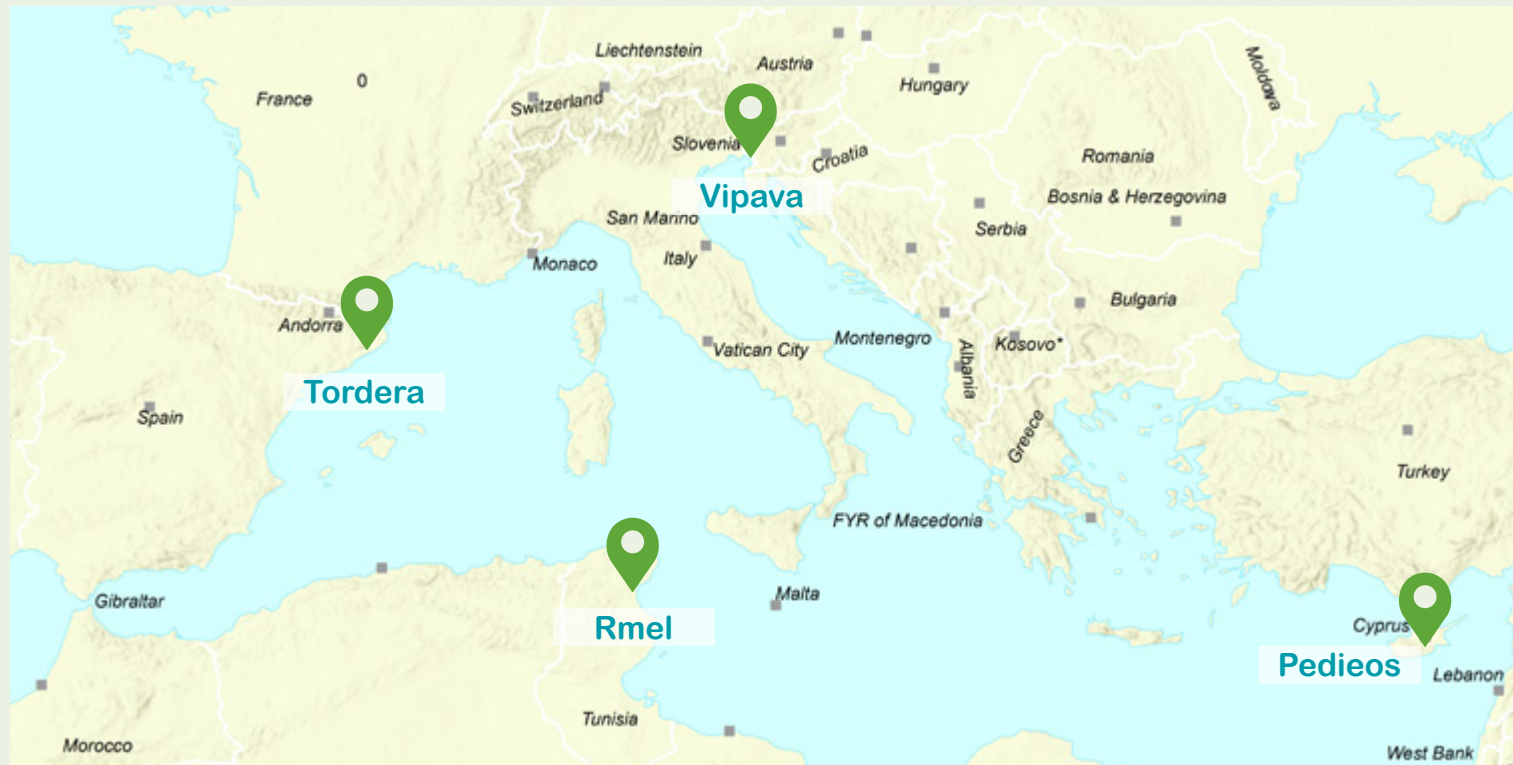 Liechtenstein
Austria
Moldova
France
0
Hungary
Switzerland
Slovenia
Croatia
Romania
Vipava
Bosnia & Herzegovina
San Marino
Serbia
Italy
Monaco
Bulgaria
Andorra
Montenegro
Kosovo*
Vatican City
Albania
Tordera
Spain
Greece
Turkey
FYR of Macedonia
Malta
Gibraltar
Rmel
Cyprus
Pedieos
Lebanon
Tunisia
Morocco
West Bank